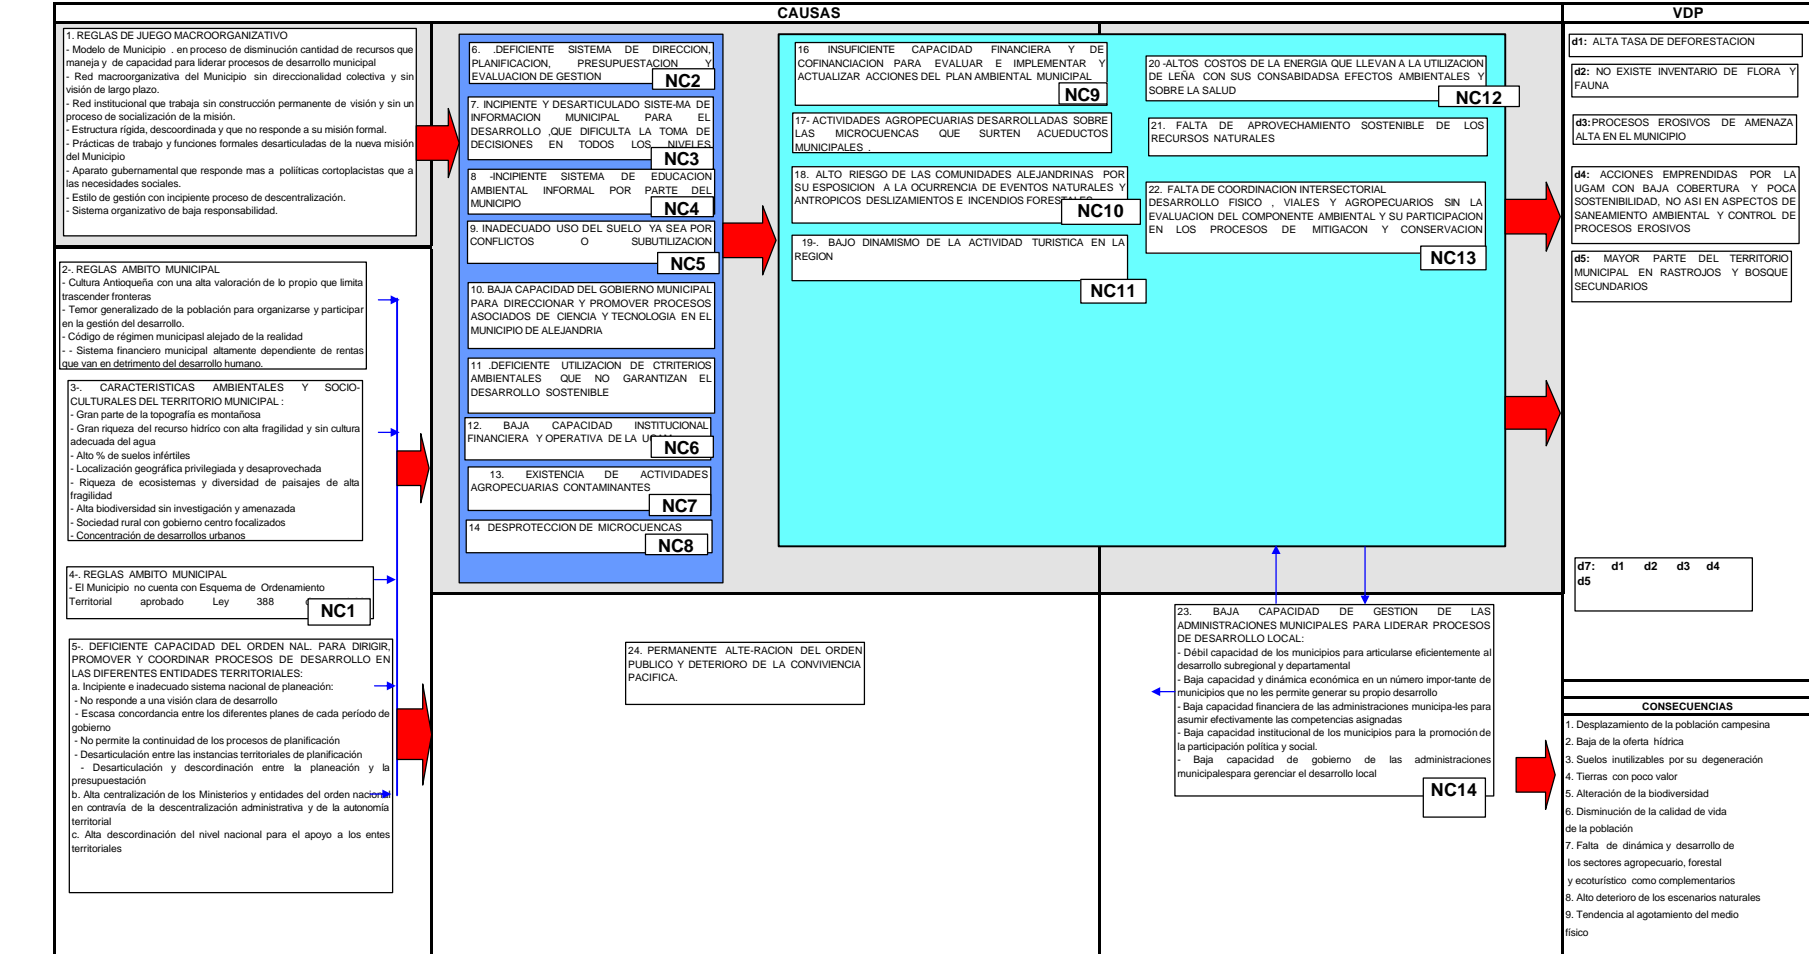 CAUSAS
VDP
1. REGLAS DE JUEGO MACROORGANIZATIVO
- Modelo de Municipio . en proceso de disminución cantidad de recursos que
maneja y de capacidad para liderar procesos de desarrollo municipal
- Red macroorganizativa del Municipio sin direccionalidad colectiva y sin
visión de largo plazo.
- Red institucional que trabaja sin construcción permanente de visión y sin un
proceso de socialización de la misión.
- Estructura rígida, descoordinada y que no responde a su misión formal.
- Prácticas de trabajo y funciones formales desarticuladas de la nueva misión
del Municipio
- Aparato gubernamental que responde mas a poliíticas cortoplacistas que a
las necesidades sociales.
- Estilo de gestión con incipiente proceso de descentralización.
- Sistema organizativo de baja responsabilidad.
2-. REGLAS AMBITO MUNICIPAL
- Cultura Antioqueña con una alta valoración de lo propio que limita
trascender fronteras
- Temor generalizado de la población para organizarse y participar
en la gestión del desarrollo.
- Código de régimen municipasl alejado de la realidad
- - Sistema financiero municipal altamente dependiente de rentas
que van en detrimento del desarrollo humano.
3-. CARACTERISTICAS AMBIENTALES Y SOCIO-
CULTURALES DEL TERRITORIO MUNICIPAL :
- Gran parte de la topografía es montañosa
- Gran riqueza del recurso hidríco con alta fragilidad y sin cultura
adecuada del agua
- Alto % de suelos infértiles
- Localización geográfica privilegiada y desaprovechada
- Riqueza de ecosistemas y diversidad de paisajes de alta
fragilidad
- Alta biodiversidad sin investigación y amenazada
- Sociedad rural con gobierno centro focalizados
- Concentración de desarrollos urbanos
4-. REGLAS AMBITO MUNICIPAL
- El Municipio no cuenta con Esquema de Ordenamiento
Territorial aprobado Ley 388
NC1
5-. DEFICIENTE CAPACIDAD DEL ORDEN NAL. PARA DIRIGIR,
PROMOVER Y COORDINAR PROCESOS DE DESARROLLO EN
LAS DIFERENTES ENTIDADES TERRITORIALES:
a. Incipiente e inadecuado sistema nacional de planeación:
- No responde a una visión clara de desarrollo
- Escasa concordancia entre los diferentes planes de cada período de
gobierno
- No permite la continuidad de los procesos de planificación
- Desarticulación entre las instancias territoriales de planificación
- Desarticulación y descordinación entre la planeación y la
presupuestación
b. Alta centralización de los Ministerios y entidades del orden nacional
en contravía de la descentralización administrativa y de la autonomía
territorial
c. Alta descordinación del nivel nacional para el apoyo a los entes
territoriales
6. .DEFICIENTE SISTEMA DE DIRECCION,
PLANIFICACION, PRESUPUESTACION Y
EVALUACION DE GESTION
NC2
7. INCIPIENTE Y DESARTICULADO SISTE-MA DE
INFORMACION MUNICIPAL PARA EL
DESARROLLO ,QUE DIFICULTA LA TOMA DE
DECISIONES EN TODOS LOS NIVELES
NC3
8 -INCIPIENTE SISTEMA DE EDUCACION
AMBIENTAL INFORMAL POR PARTE DEL
MUNICIPIO
NC4
9. INADECUADO USO DEL SUELO YA SEA POR
CONFLICTOS O SUBUTILIZACION
NC5
10. BAJA CAPACIDAD DEL GOBIERNO MUNICIPAL
PARA DIRECCIONAR Y PROMOVER PROCESOS
ASOCIADOS DE CIENCIA Y TECNOLOGIA EN EL
MUNICIPIO DE ALEJANDRIA
11 .DEFICIENTE UTILIZACION DE CTRITERIOS
AMBIENTALES QUE NO GARANTIZAN EL
DESARROLLO SOSTENIBLE
12. BAJA CAPACIDAD INSTITUCIONAL
FINANCIERA Y OPERATIVA DE LA
NC6
13. EXISTENCIA DE ACTIVIDADES
AGROPECUARIAS CONTAMINANTES
NC7
14 DESPROTECCION DE MICROCUENCAS
NC8
16 INSUFICIENTE CAPACIDAD FINANCIERA Y DE
COFINANCIACION PARA EVALUAR E IMPLEMENTAR Y
ACTUALIZAR ACCIONES DEL PLAN AMBIENTAL MUNICIPAL
NC9
17- ACTIVIDADES AGROPECUARIAS DESARROLLADAS SOBRE
LAS MICROCUENCAS QUE SURTEN ACUEDUCTOS
MUNICIPALES .
18. ALTO RIESGO DE LAS COMUNIDADES ALEJANDRINAS POR
SU ESPOSICION A LA OCURRENCIA DE EVENTOS NATURALES Y
ANTROPICOS DESLIZAMIENTOS E INCENDIOS FORESTALES
NC10
19-. BAJO DINAMISMO DE LA ACTIVIDAD TURISTICA EN LA
REGION
NC11
20 -ALTOS COSTOS DE LA ENERGIA QUE LLEVAN A LA UTILIZACION
DE LEÑA CON SUS CONSABIDADSA EFECTOS AMBIENTALES Y
SOBRE LA SALUD
NC12
21. FALTA DE APROVECHAMIENTO SOSTENIBLE DE LOS
RECURSOS NATURALES
22. FALTA DE COORDINACION INTERSECTORIAL
DESARROLLO FISICO , VIALES Y AGROPECUARIOS SIN LA
EVALUACION DEL COMPONENTE AMBIENTAL Y SU PARTICIPACION
EN LOS PROCESOS DE MITIGACON Y CONSERVACION
NC13
23. BAJA CAPACIDAD DE GESTION DE LAS
ADMINISTRACIONES MUNICIPALES PARA LIDERAR PROCESOS
DE DESARROLLO LOCAL:
- Débil capacidad de los municipios para articularse eficientemente al
desarrollo subregional y departamental
- Baja capacidad y dinámica económica en un número impor-tante de
municipios que no les permite generar su propio desarrollo
- Baja capacidad financiera de las administraciones municipa-les para
asumir efectivamente las competencias asignadas
- Baja capacidad institucional de los municipios para la promoción de
la participación política y social.
- Baja capacidad de gobierno de las administraciones
municipalespara gerenciar el desarrollo local
NC14
24. PERMANENTE ALTE-RACION DEL ORDEN
PUBLICO Y DETERIORO DE LA CONVIVIENCIA
PACIFICA.
d1: ALTA TASA DE DEFORESTACION
d2: NO EXISTE INVENTARIO DE FLORA Y
FAUNA
d3:PROCESOS EROSIVOS DE AMENAZA
ALTA EN EL MUNICIPIO
d4: ACCIONES EMPRENDIDAS POR LA
UGAM CON BAJA COBERTURA Y POCA
SOSTENIBILIDAD, NO ASI EN ASPECTOS DE
SANEAMIENTO AMBIENTAL Y CONTROL DE
PROCESOS EROSIVOS
d5: MAYOR PARTE DEL TERRITORIO
MUNICIPAL EN RASTROJOS Y BOSQUE
SECUNDARIOS
d7: d1 d2 d3 d4
d5
CONSECUENCIAS
1. Desplazamiento de la población campesina
2. Baja de la oferta hídrica
3. Suelos inutilizables por su degeneración
4. Tierras con poco valor
5. Alteración de la biodiversidad
6. Disminución de la calidad de vida
de la población
7. Falta de dinámica y desarrollo de
los sectores agropecuario, forestal
y ecoturístico como complementarios
8. Alto deterioro de los escenarios naturales
9. Tendencia al agotamiento del medio
físico